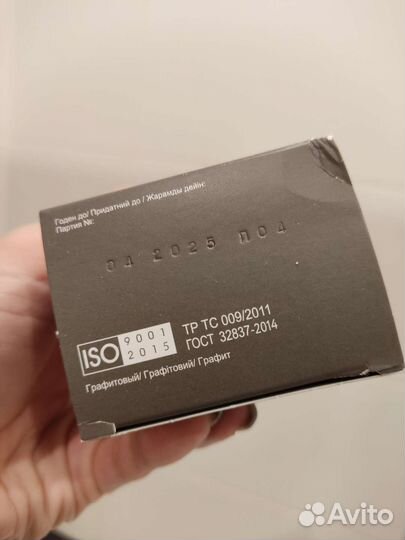 Годен до/ Придатний до / Жарамды дейін:
Партия №:
04 2025 П04
ISO 9001
2015
ТР ТС 009/2011
ГОСТ 32837-2014
Графитовый/ Графітовий/ Графит
Avito